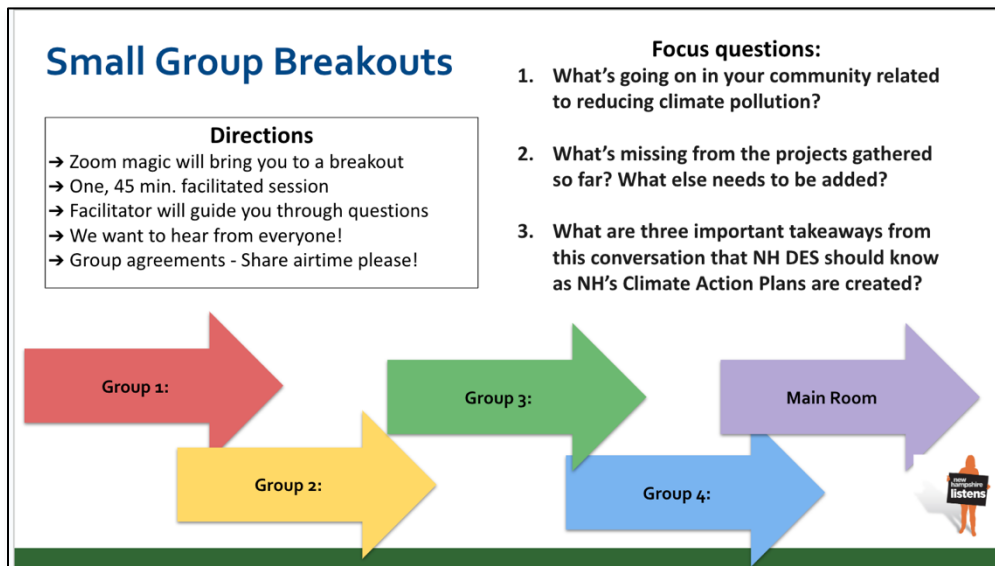 Small Group Breakouts
Directions
➔ Zoom magic will bring you to a breakout
➔ One, 45 min. facilitated session
➔ Facilitator will guide you through questions
➔ We want to hear from everyone!
➔ Group agreements - Share airtime please!
Focus questions:
1. What's going on in your community related
to reducing climate pollution?
2. What's missing from the projects gathered
so far? What else needs to be added?
3. What are three important takeaways from
this conversation that NH DES should know
as NH's Climate Action Plans are created?
Group 1:
Group 2:
Group 3:
Group 4:
Main Room
new
hampshire
listens